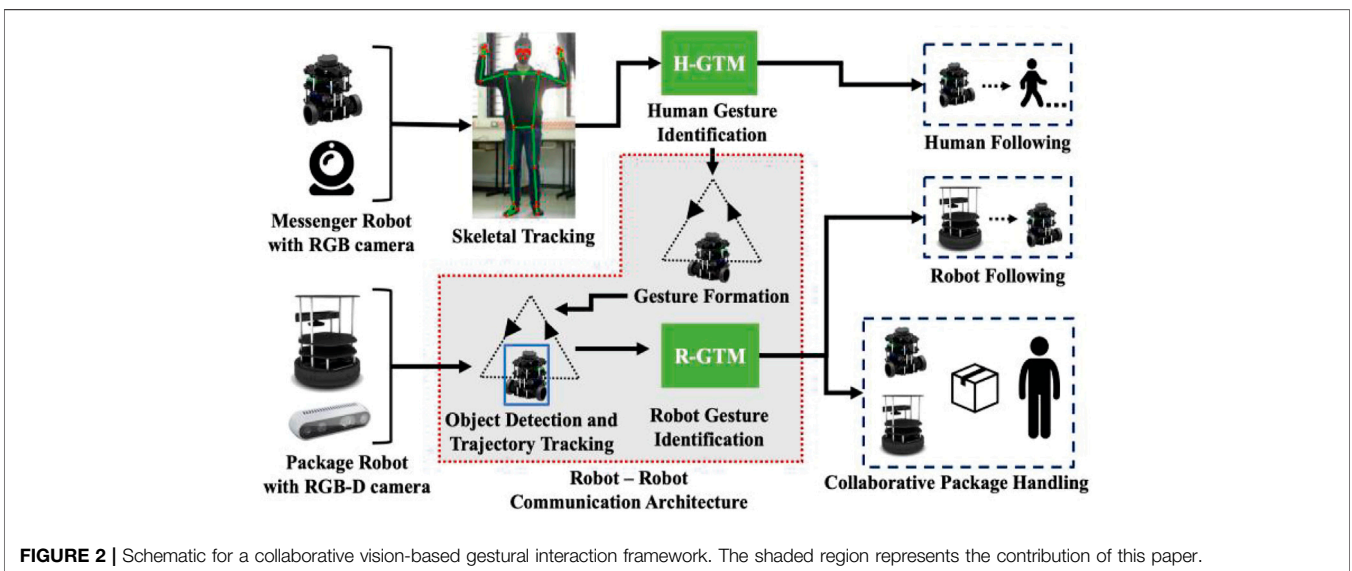 H-GTM
Human Gesture
Identification
Human Following
Messenger Robot
with RGB camera
Skeletal Tracking
Robot Following
Gesture Formation
R-GTM
Object Detection and
Trajectory Tracking
Robot Gesture
Identification
Package Robot
with RGB-D camera
Robot – Robot
Communication Architecture
Collaborative Package Handling
FIGURE 2 | Schematic for a collaborative vision-based gestural interaction framework. The shaded region represents the contribution of this paper.